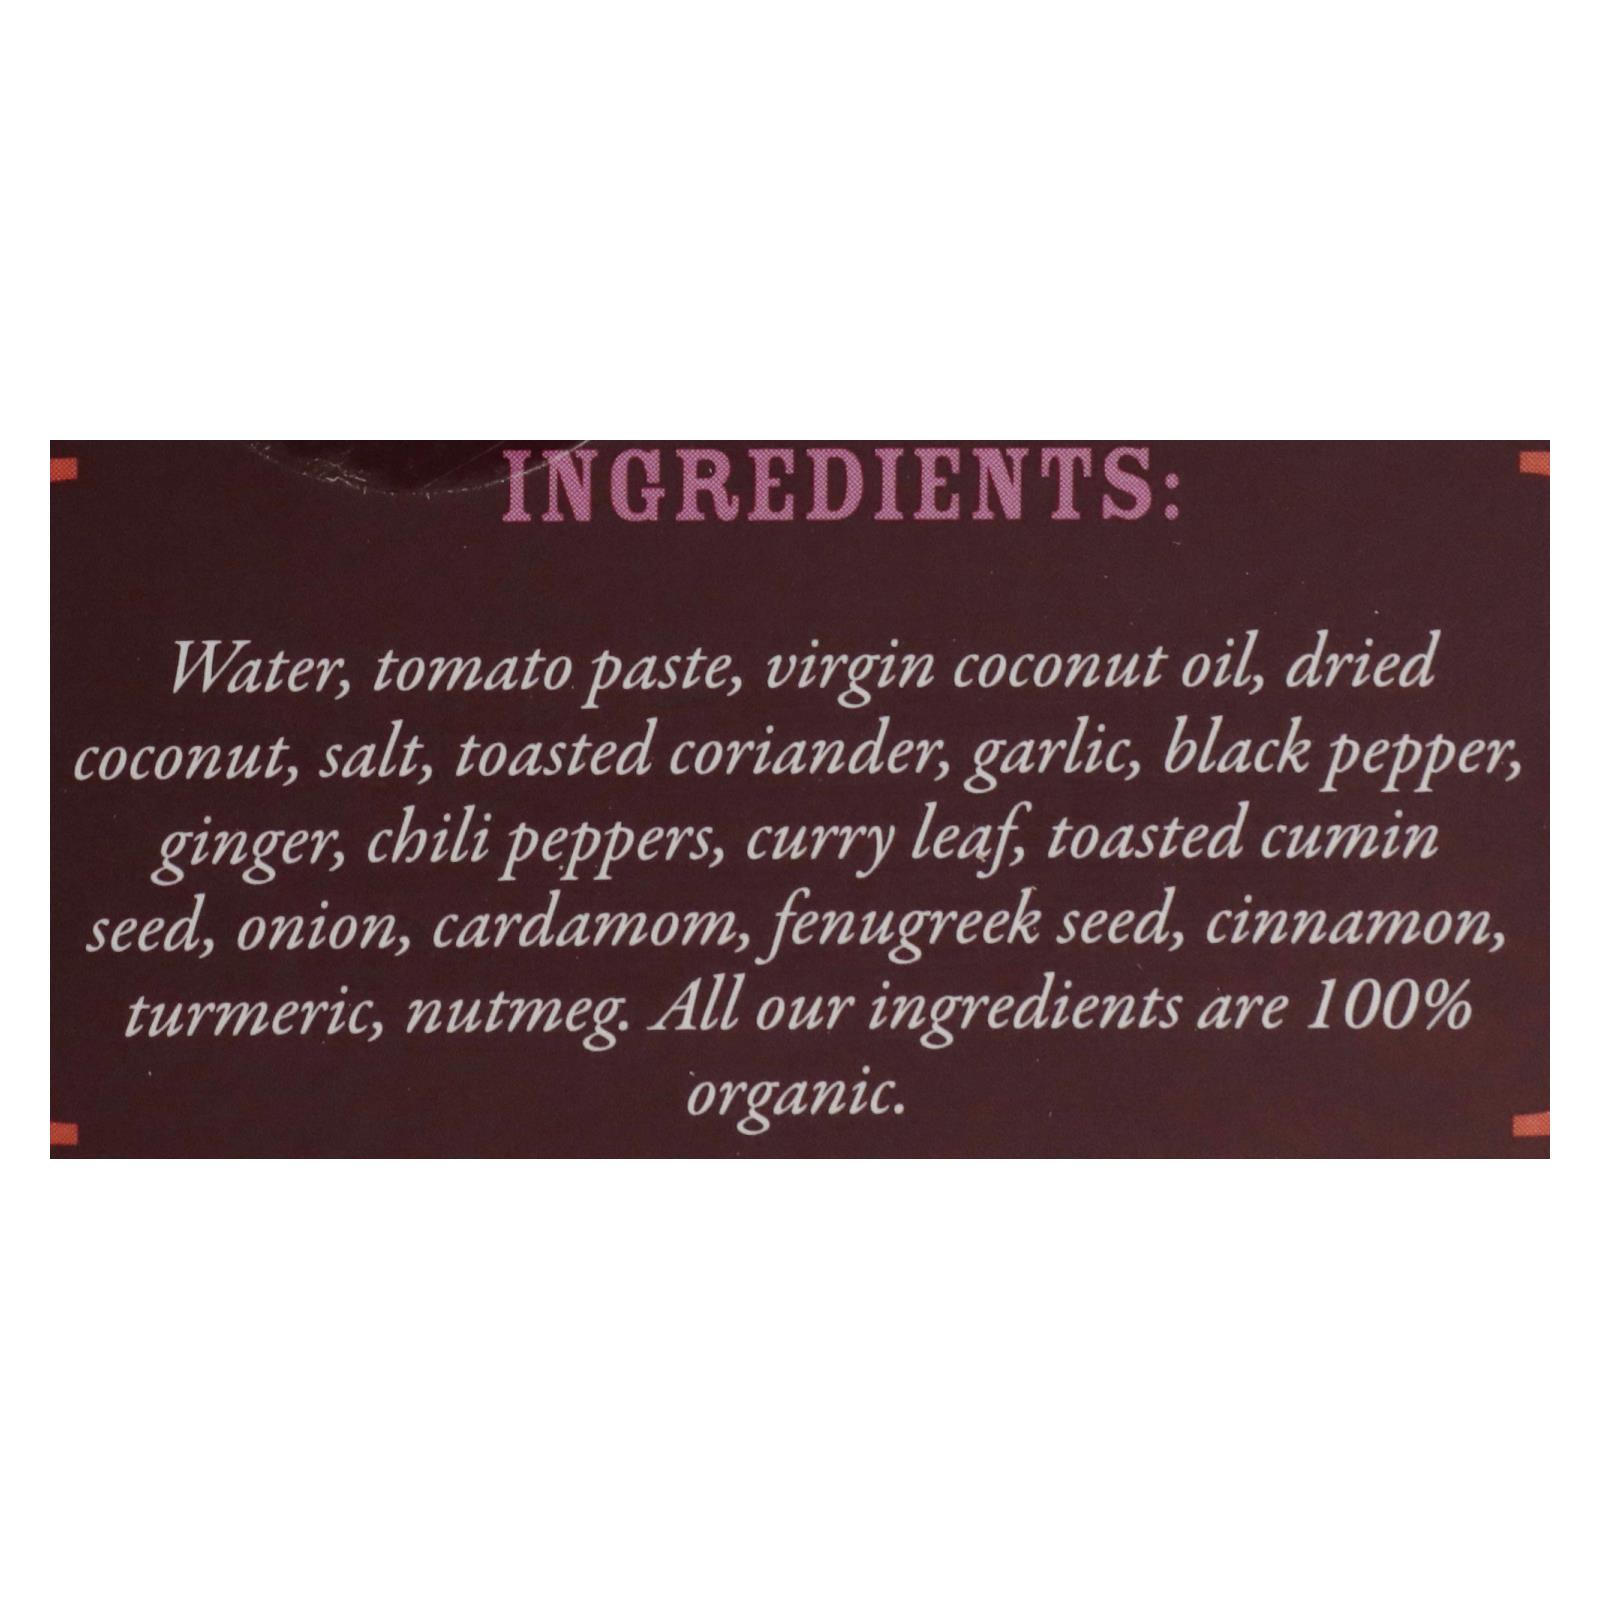 INGREDIENTS:
Water, tomato paste, virgin coconut oil, dried
coconut, salt, toasted coriander, garlic, black pepper,
ginger, chili peppers, curry leaf, toasted cumin
seed, onion, cardamom, fenugreek seed, cinnamon,
turmeric, nutmeg. All our ingredients are 100%
organic.